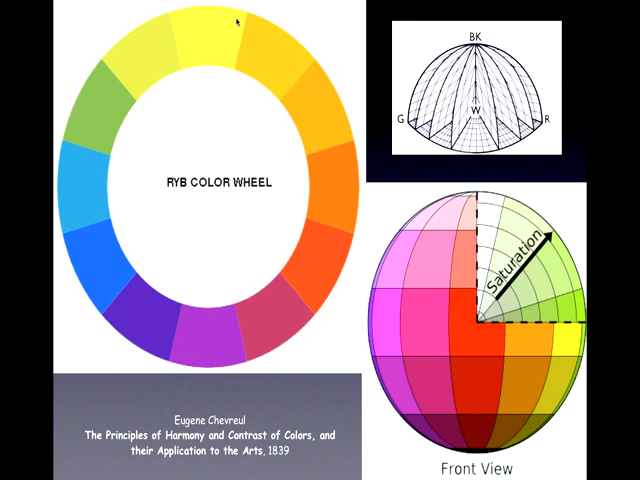 RYB COLOR WHEEL
BK
W
G
R
Saturation
Front View
Eugene Chevreul
The Principles of Harmony and Contrast of Colors, and
their Application to the Arts, 1839